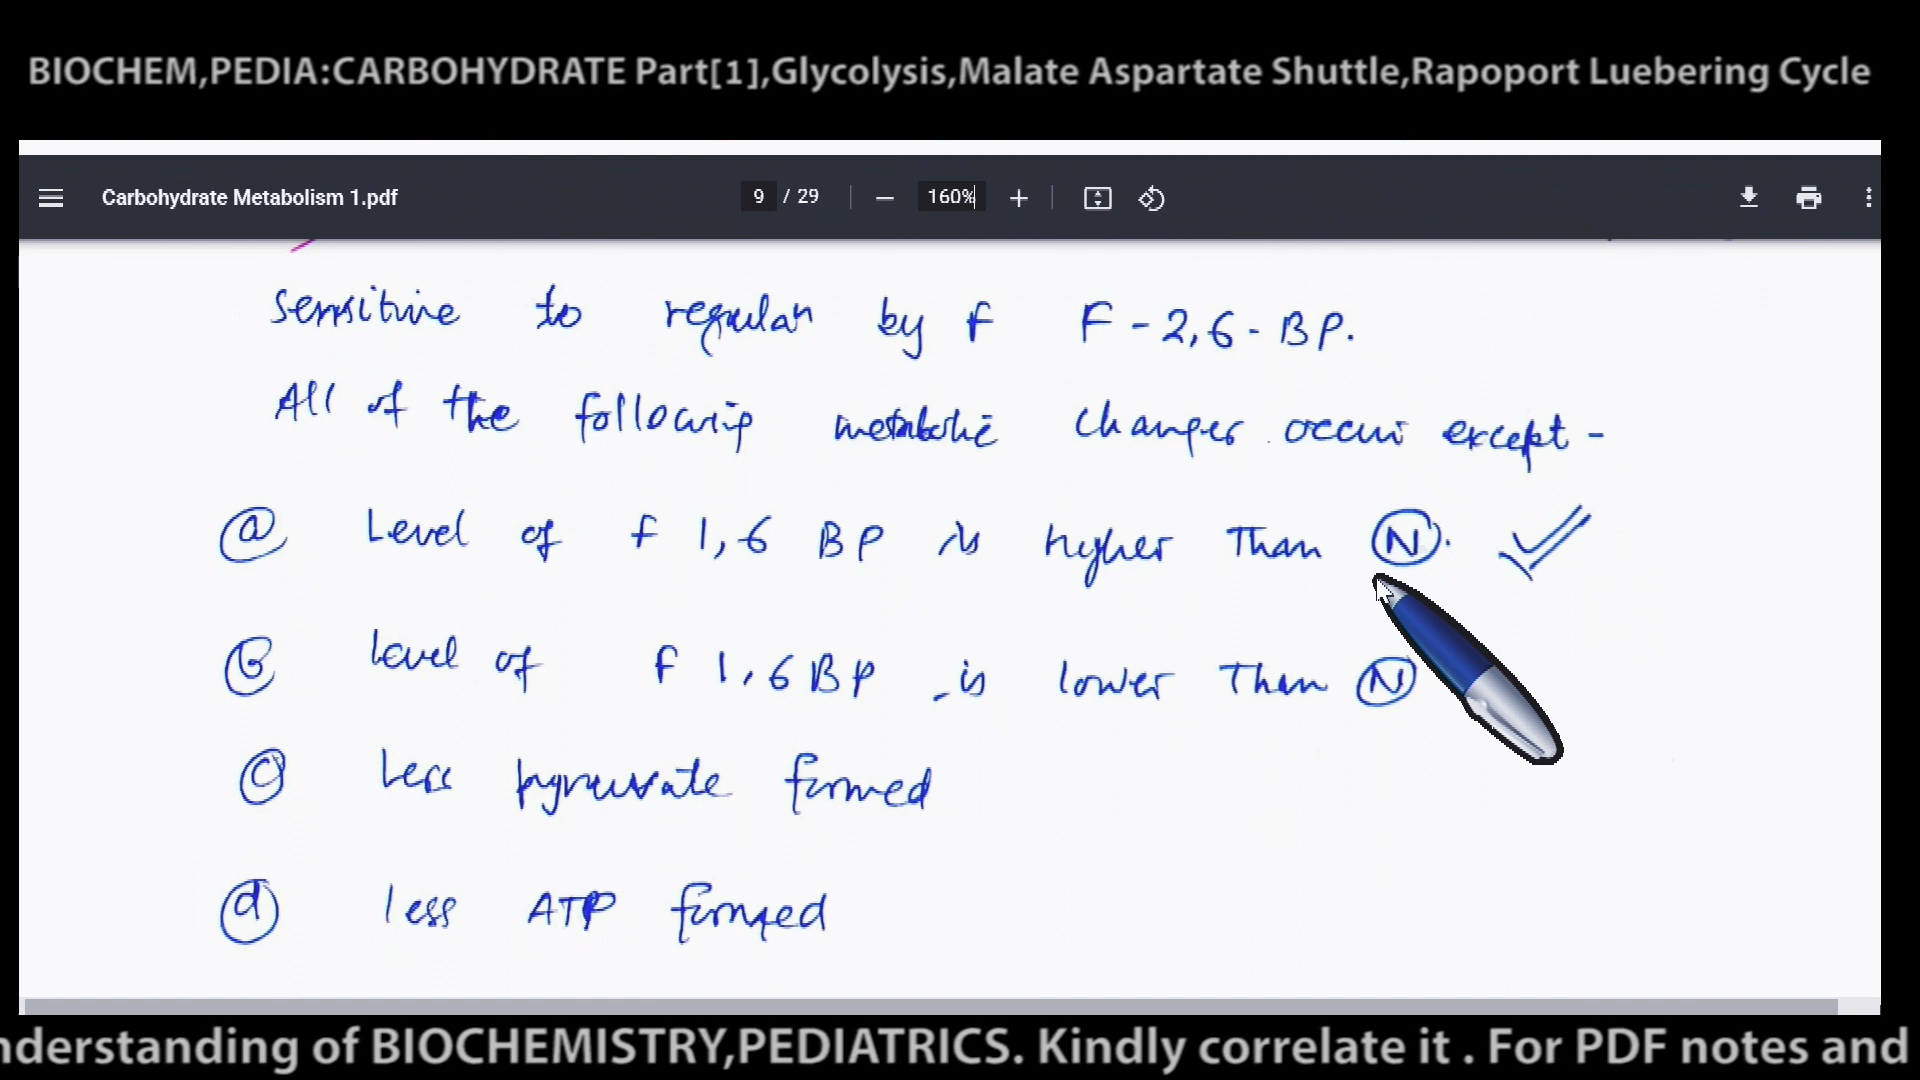 BIOCHEM,PEDIA:CARBOHYDRATE Part[1],Glycolysis,Malate Aspartate Shuttle,Rapoport Luebering Cycle
Carbohydrate Metabolism 1.pdf 9 / 29 160%
sensitive to regular by f F-2,6-BP.
All of the following metabolic changes occur except -
(a) Level of f 1,6 BP is higher than (N).
(b) level of f 1,6 BP is lower than (N)
(c) Less pyruvate formed
(d) less ATP formed
nderstanding of BIOCHEMISTRY,PEDIATRICS. Kindly correlate it . For PDF notes and